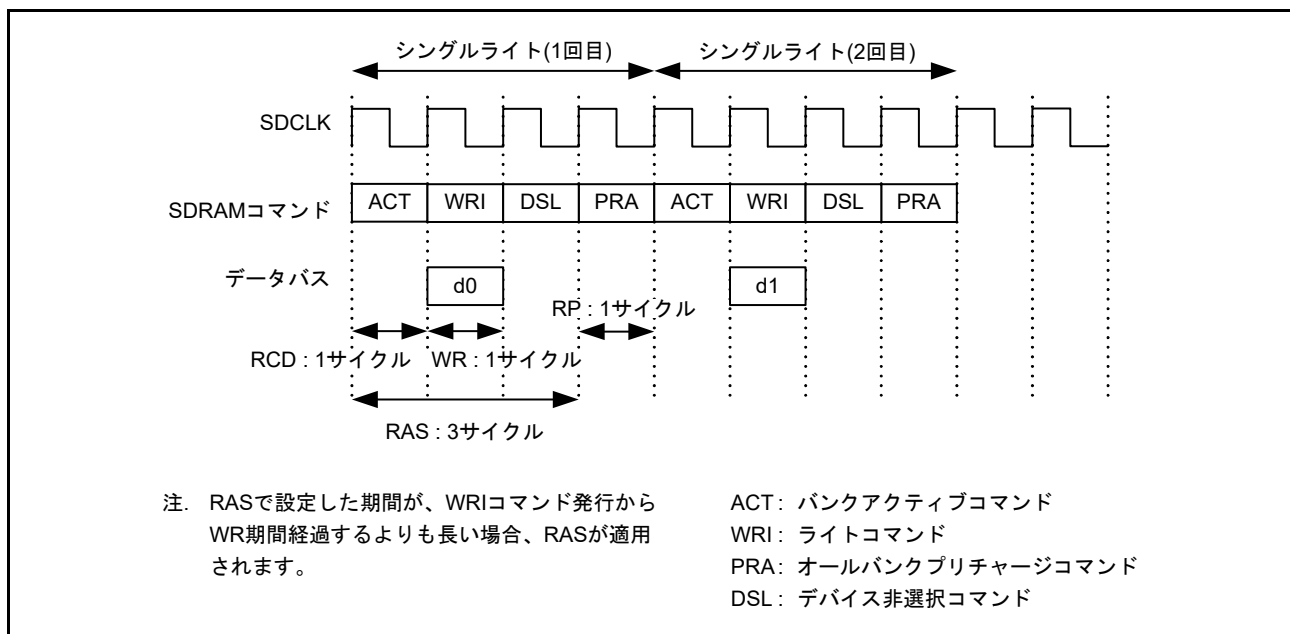 シングルライト(1回目) シングルライト(2回目)
SDCLK
SDRAMコマンド ACT WRI DSL PRA ACT WRI DSL PRA
データバス d0 d1
RP : 1サイクル
RCD : 1サイクル WR : 1サイクル
RAS : 3サイクル
注. RASで設定した期間が、WRIコマンド発行から
WR期間経過するよりも長い場合、RASが適用
されます。
ACT : バンクアクティブコマンド
WRI : ライトコマンド
PRA : オールバンクプリチャージコマンド
DSL : デバイス非選択コマンド